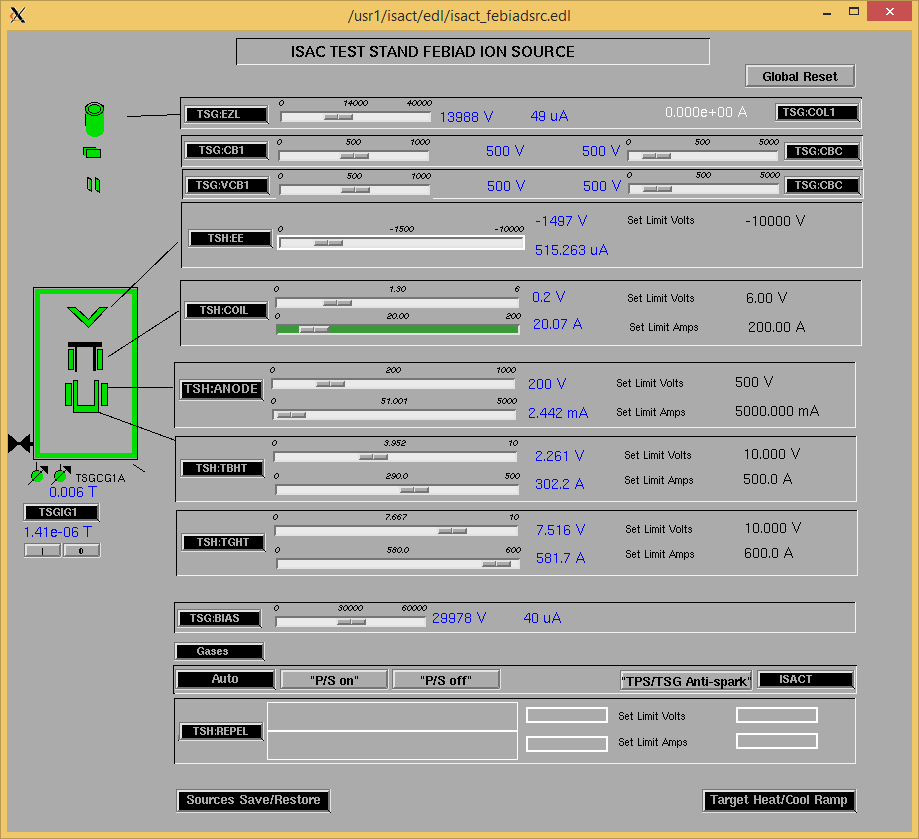 /usr1/isact/edl/isact_febiadsrc.edl
ISAC TEST STAND FEBIAD ION SOURCE
Global Reset
TSG:EZL 0 14000 40000 13988 V 49 uA 0.000e+00 A TSG:COL1
TSG:CB1 0 500 1000 500 V 500 V 0 500 5000 TSG:CBC
TSG:VCB1 0 500 1000 500 V 500 V 0 500 5000 TSG:CBC
TSH:EE 0 -1500 -10000 -1497 V Set Limit Volts -10000 V
515.263 uA
TSH:COIL 0 1.30 6 0.2 V Set Limit Volts 6.00 V
0 20.00 200 20.07 A Set Limit Amps 200.00 A
TSH:ANODE 0 200 1000 200 V Set Limit Volts 500 V
0 51.001 5000 2.442 mA Set Limit Amps 5000.000 mA
TSH:TBHT 0 3.952 10 2.261 V Set Limit Volts 10.000 V
0 290.0 500 302.2 A Set Limit Amps 500.0 A
TSGCG1A
0.006 T
TSGIG1
1.41e-06 T
I 0
TSH:TGHT 0 7.667 10 7.516 V Set Limit Volts 10.000 V
0 580.0 600 581.7 A Set Limit Amps 600.0 A
TSG:BIAS 0 30000 60000 29978 V 40 uA
Gases
Auto "P/S on" "P/S off" "TPS/TSG Anti-spark" ISACT
TSH:REPEL Set Limit Volts
Set Limit Amps
Sources Save/Restore Target Heat/Cool Ramp